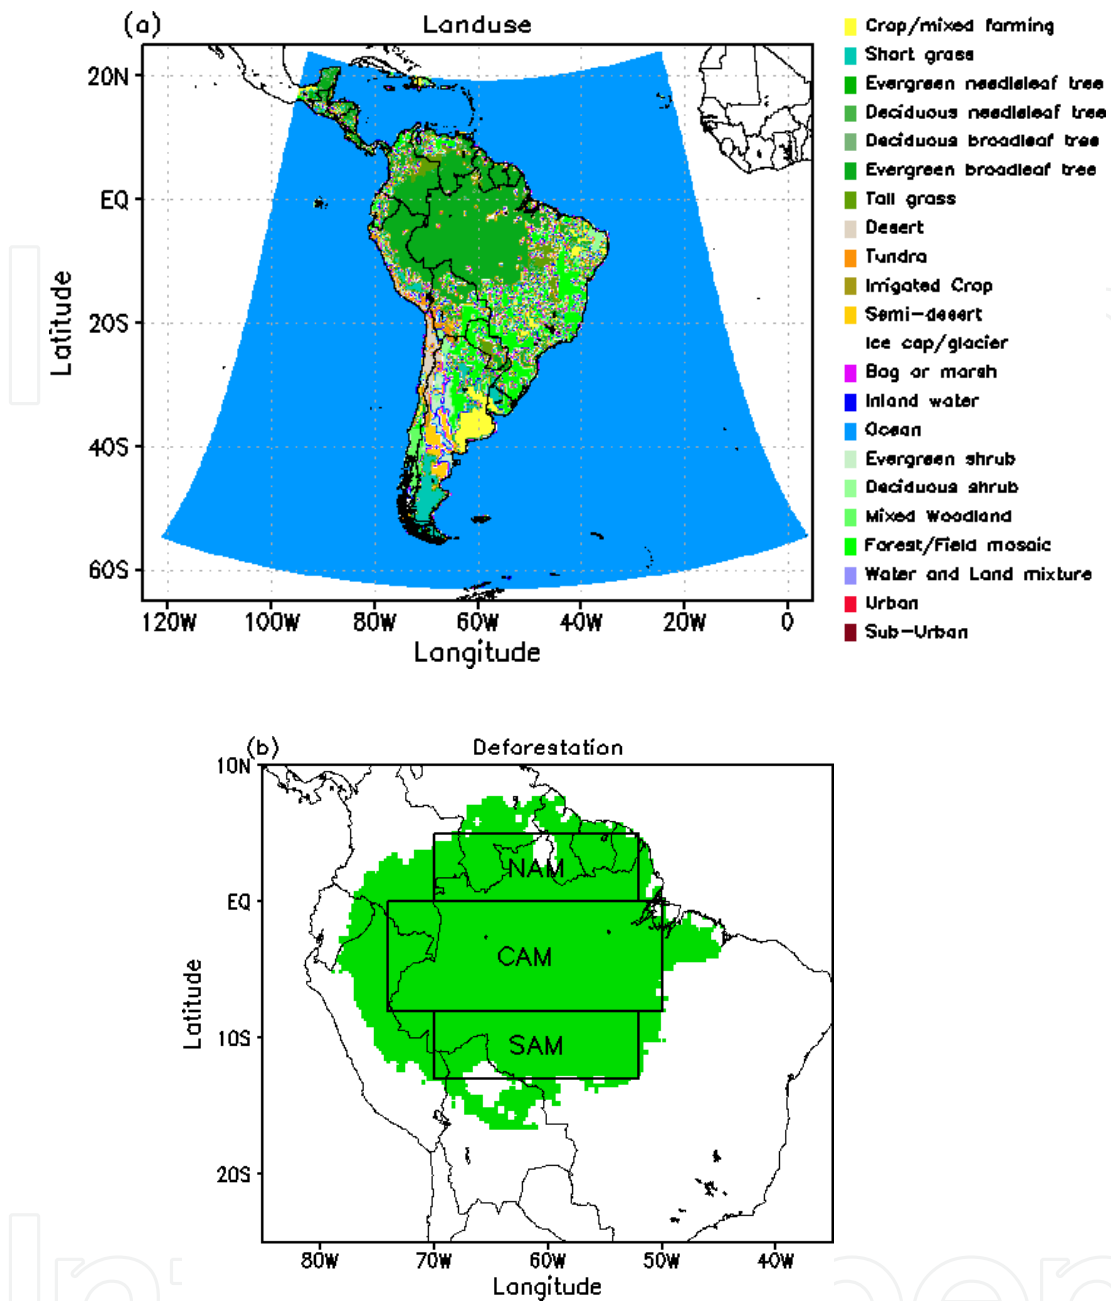 (a) Landuse
20N
EQ
20S
40S
60S
Latitude
120W 100W 80W 60W 40W 20W 0
Longitude
Crop/mixed farming
Short grass
Evergreen needleleaf tree
Deciduous needleleaf tree
Deciduous broadleaf tree
Evergreen broadleaf tree
Tall grass
Desert
Tundra
Irrigated Crop
Semi-desert
Ice cap/glacier
Bog or marsh
Inland water
Ocean
Evergreen shrub
Deciduous shrub
Mixed Woodland
Forest/Field mosaic
Water and Land mixture
Urban
Sub-Urban
(b) Deforestation
10N
EQ
10S
20S
Latitude
NAM
CAM
SAM
80W 70W 60W 50W 40W
Longitude